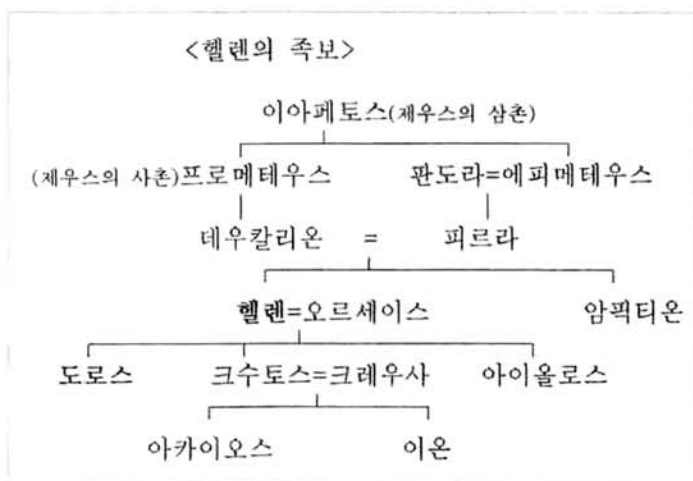 <헬렌의 족보>
이아페토스(제우스의 삼촌)
(제우스의 사촌)프로메테우스 판도라=에피메테우스
데우칼리온 = 피르라
헬렌=오르세이스 암픽티온
도로스 크수토스=크레우사 아이올로스
아카이오스 이온